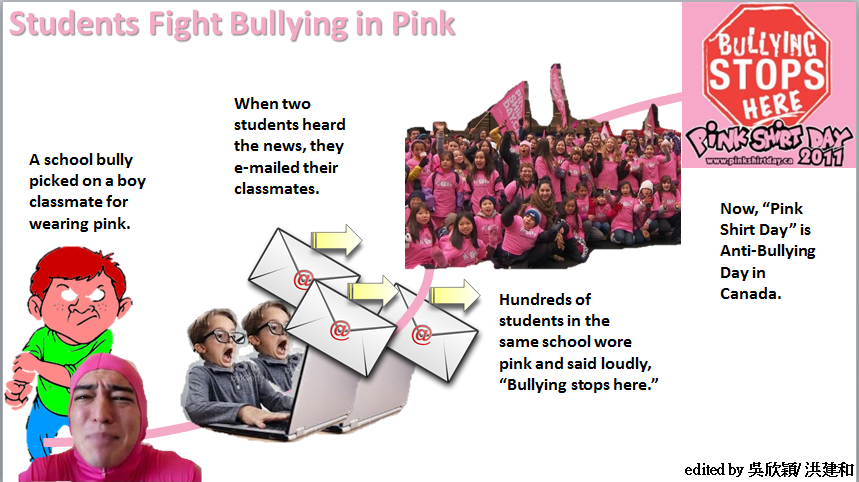 Students Fight Bullying in Pink
A school bully
picked on a boy
classmate for
wearing pink.
When two
students heard
the news, they
e-mailed their
classmates.
@
@
@
Hundreds of
students in the
same school wore
pink and said loudly,
“Bullying stops here.”
BULLYING
STOPS
HERE
PINK SHIRT DAY
www.pinkshirtday.ca 2011
Now, “Pink
Shirt Day” is
Anti-Bullying
Day in
Canada.
edited by 吳欣穎/ 洪建和